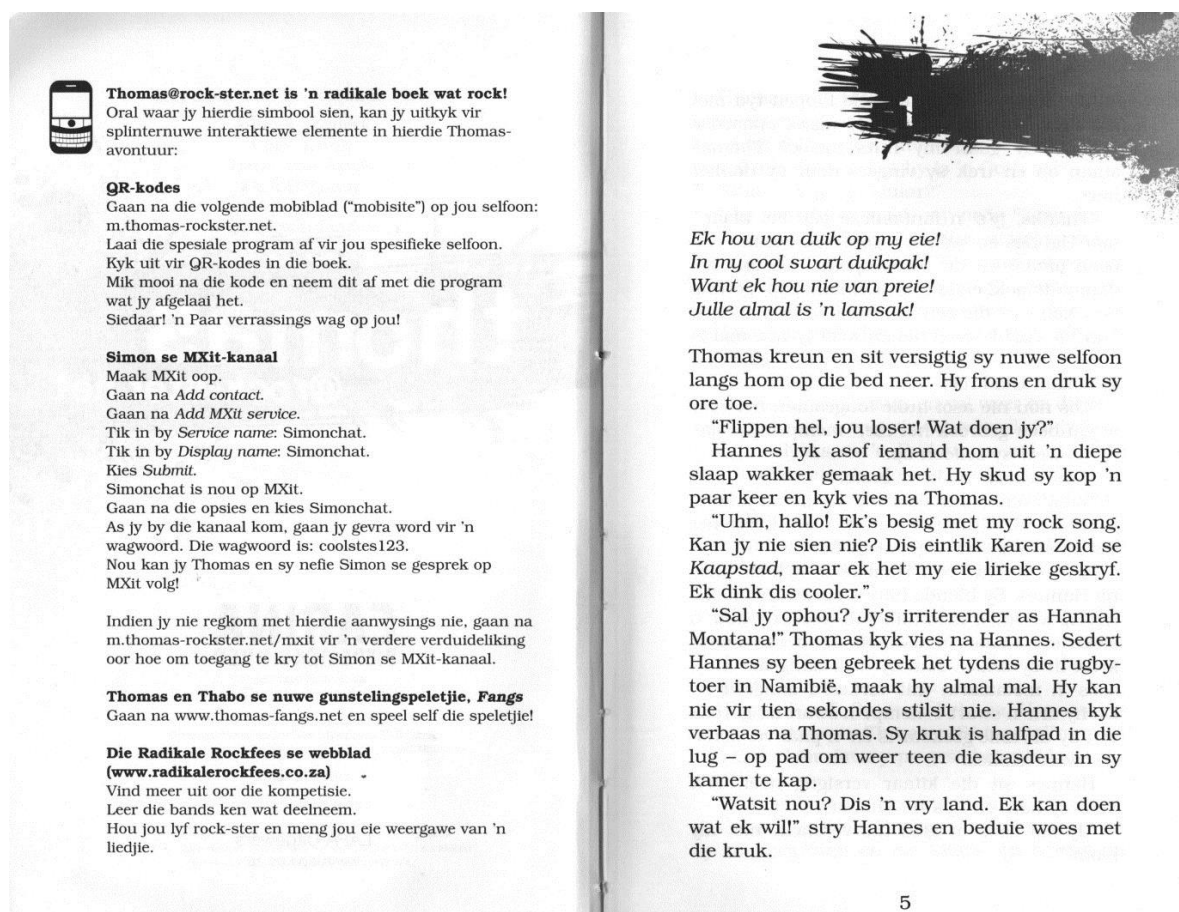 Thomas@rock-ster.net is 'n radikale boek wat rock!
Oral waar jy hierdie simbool sien, kan jy uitkyk vir
splinternuwe interaktiewe elemente in hierdie Thomas-
avontuur:
QR-kodes
Gaan na die volgende mobiblad ("mobisite") op jou selfoon:
m.thomas-rockster.net.
Laai die spesiale program af vir jou spesifieke selfoon.
Kyk uit vir QR-kodes in die boek.
Mik mooi na die kode en neem dit af met die program
wat jy afgelaai het.
Siedaar! 'n Paar verrassings wag op jou!
Simon se MXit-kanaal
Maak MXit oop.
Gaan na Add contact.
Gaan na Add MXit service.
Tik in by Service name: Simonchat.
Tik in by Display name: Simonchat.
Kies Submit.
Simonchat is nou op MXit.
Gaan na die opsies en kies Simonchat.
As jy by die kanaal kom, gaan jy gevra word vir 'n
wagwoord. Die wagwoord is: coolstes123.
Nou kan jy Thomas en sy nefie Simon se gesprek op
MXit volg!
Indien jy nie regkom met hierdie aanwysings nie, gaan na
m.thomas-rockster.net/mxit vir 'n verdere verduideliking
oor hoe om toegang te kry tot Simon se MXit-kanaal.
Thomas en Thabo se nuwe gunstelingspeletjie, Fangs
Gaan na www.thomas-fangs.net en speel self die speletjie!
Die Radikale Rockfees se webblad
(www.radikalerockfees.co.za)
Vind meer uit oor die kompetisie.
Leer die bands ken wat deelneem.
Hou jou lyf rock-ster en meng jou eie weergawe van 'n
liedjie.
1
Ek hou van duik op my eie!
In my cool swart duikpak!
Want ek hou nie van preie!
Julle almal is 'n lamsak!
Thomas kreun en sit versigtig sy nuwe selfoon
langs hom op die bed neer. Hy frons en druk sy
ore toe.
"Flippen hel, jou loser! Wat doen jy?"
Hannes lyk asof iemand hom uit 'n diepe
slaap wakker gemaak het. Hy skud sy kop 'n
paar keer en kyk vies na Thomas.
"Uhm, hallo! Ek's besig met my rock song.
Kan jy nie sien nie? Dis eintlik Karen Zoid se
Kaapstad, maar ek het my eie lirieke geskryf.
Ek dink dis cooler."
"Sal jy ophou? Jy's irriterender as Hannah
Montana!" Thomas kyk vies na Hannes. Sedert
Hannes sy been gebreek het tydens die rugby-
toer in Namibië, maak hy almal mal. Hy kan
nie vir tien sekondes stilsit nie. Hannes kyk
verbaas na Thomas. Sy kruk is halfpad in die
lug – op pad om weer teen die kasdeur in sy
kamer te kap.
"Watsit nou? Dis 'n vry land. Ek kan doen
wat ek wil!" stry Hannes en beduie woes met
die kruk.
5